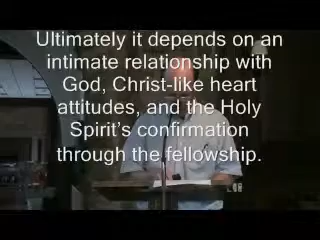 Ultimately it depends on an
intimate relationship with
God, Christ-like heart
attitudes, and the Holy
Spirit's confirmation
through the fellowship.